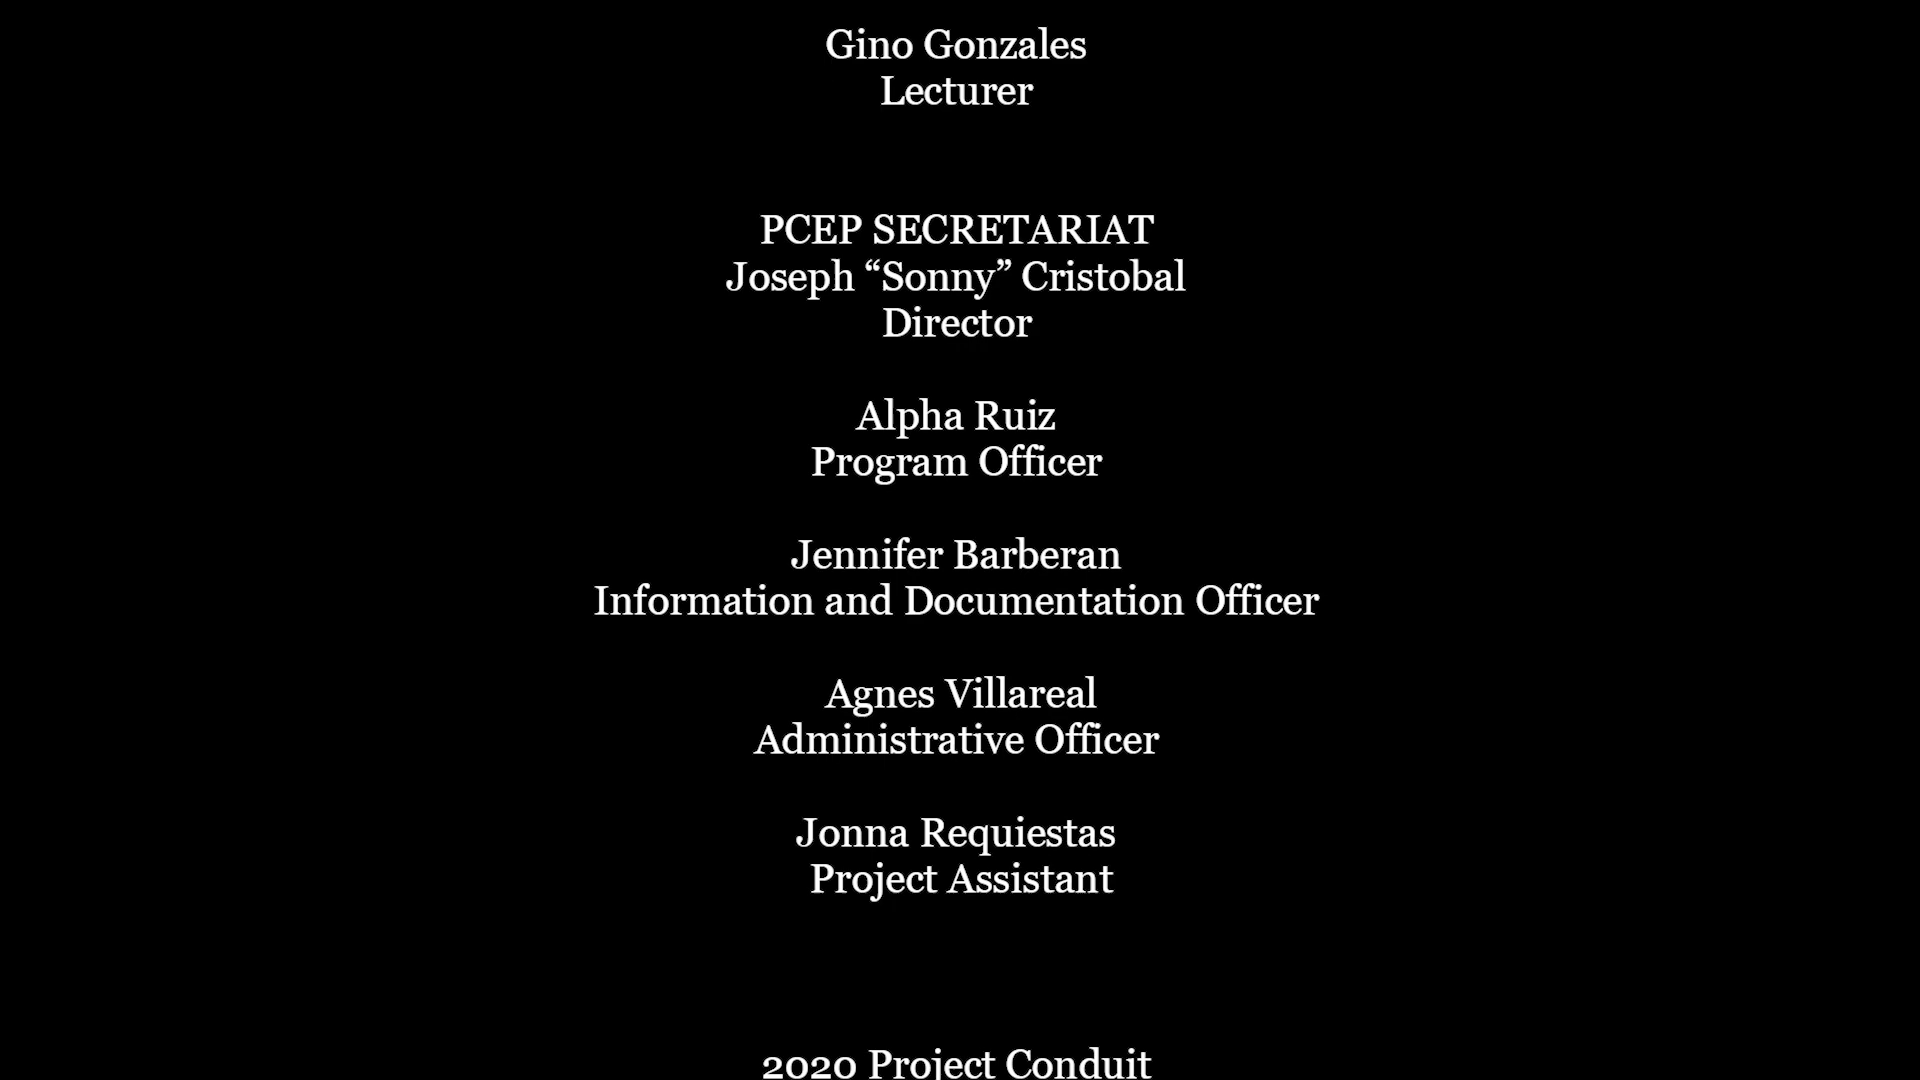 Gino Gonzales
Lecturer
PCEP SECRETARIAT
Joseph “Sonny” Cristobal
Director
Alpha Ruiz
Program Officer
Jennifer Barberan
Information and Documentation Officer
Agnes Villareal
Administrative Officer
Jonna Requiestas
Project Assistant
2020 Project Conduit